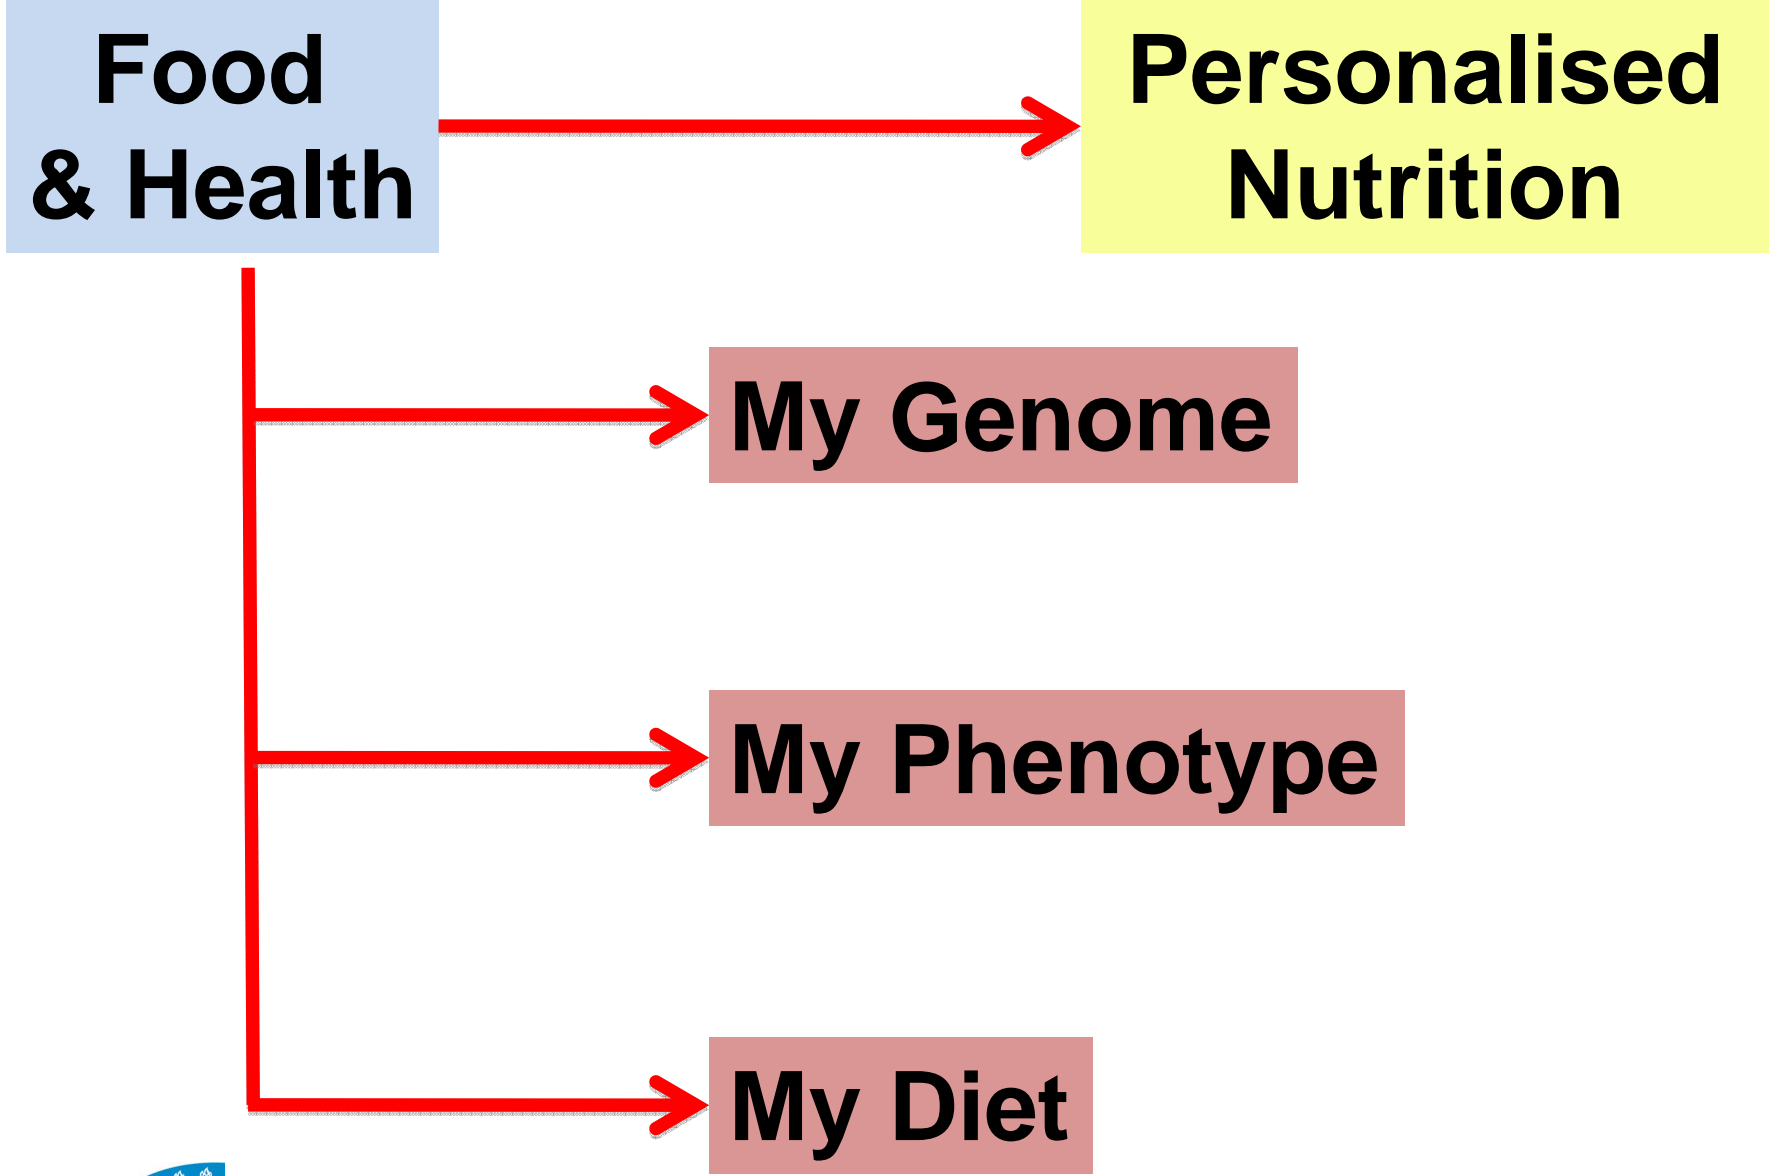 Food
& Health
Personalised
Nutrition
My Genome
My Phenotype
My Diet